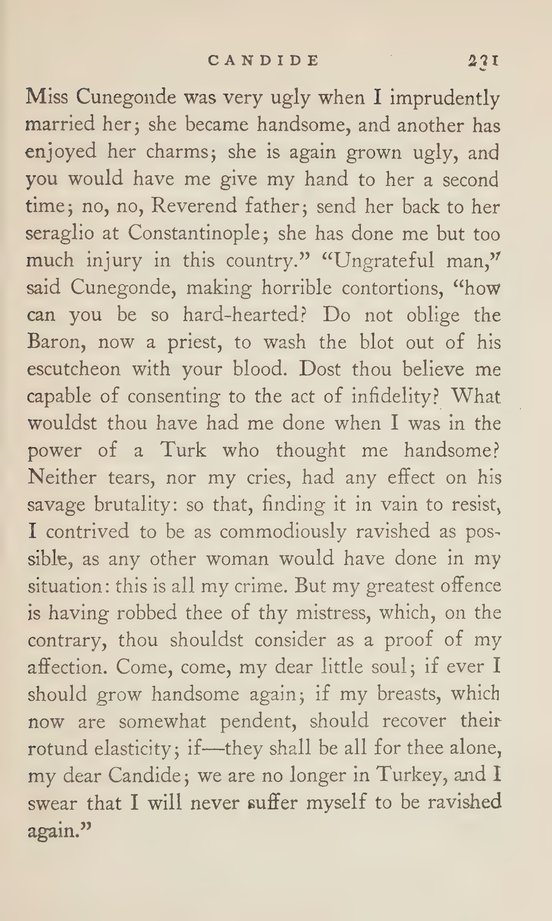 CANDIDE 231
Miss Cunegonde was very ugly when I imprudently
married her; she became handsome, and another has
enjoyed her charms; she is again grown ugly, and
you would have me give my hand to her a second
time; no, no, Reverend father; send her back to her
seraglio at Constantinople; she has done me but too
much injury in this country.” “Ungrateful man,”
said Cunegonde, making horrible contortions, “how
can you be so hard-hearted? Do not oblige the
Baron, now a priest, to wash the blot out of his
escutcheon with your blood. Dost thou believe me
capable of consenting to the act of infidelity? What
wouldst thou have had me done when I was in the
power of a Turk who thought me handsome?
Neither tears, nor my cries, had any effect on his
savage brutality: so that, finding it in vain to resist,
I contrived to be as commodiously ravished as pos-
sible, as any other woman would have done in my
situation: this is all my crime. But my greatest offence
is having robbed thee of thy mistress, which, on the
contrary, thou shouldst consider as a proof of my
affection. Come, come, my dear little soul; if ever I
should grow handsome again; if my breasts, which
now are somewhat pendent, should recover their
rotund elasticity; if—they shall be all for thee alone,
my dear Candide; we are no longer in Turkey, and I
swear that I will never suffer myself to be ravished
again.”